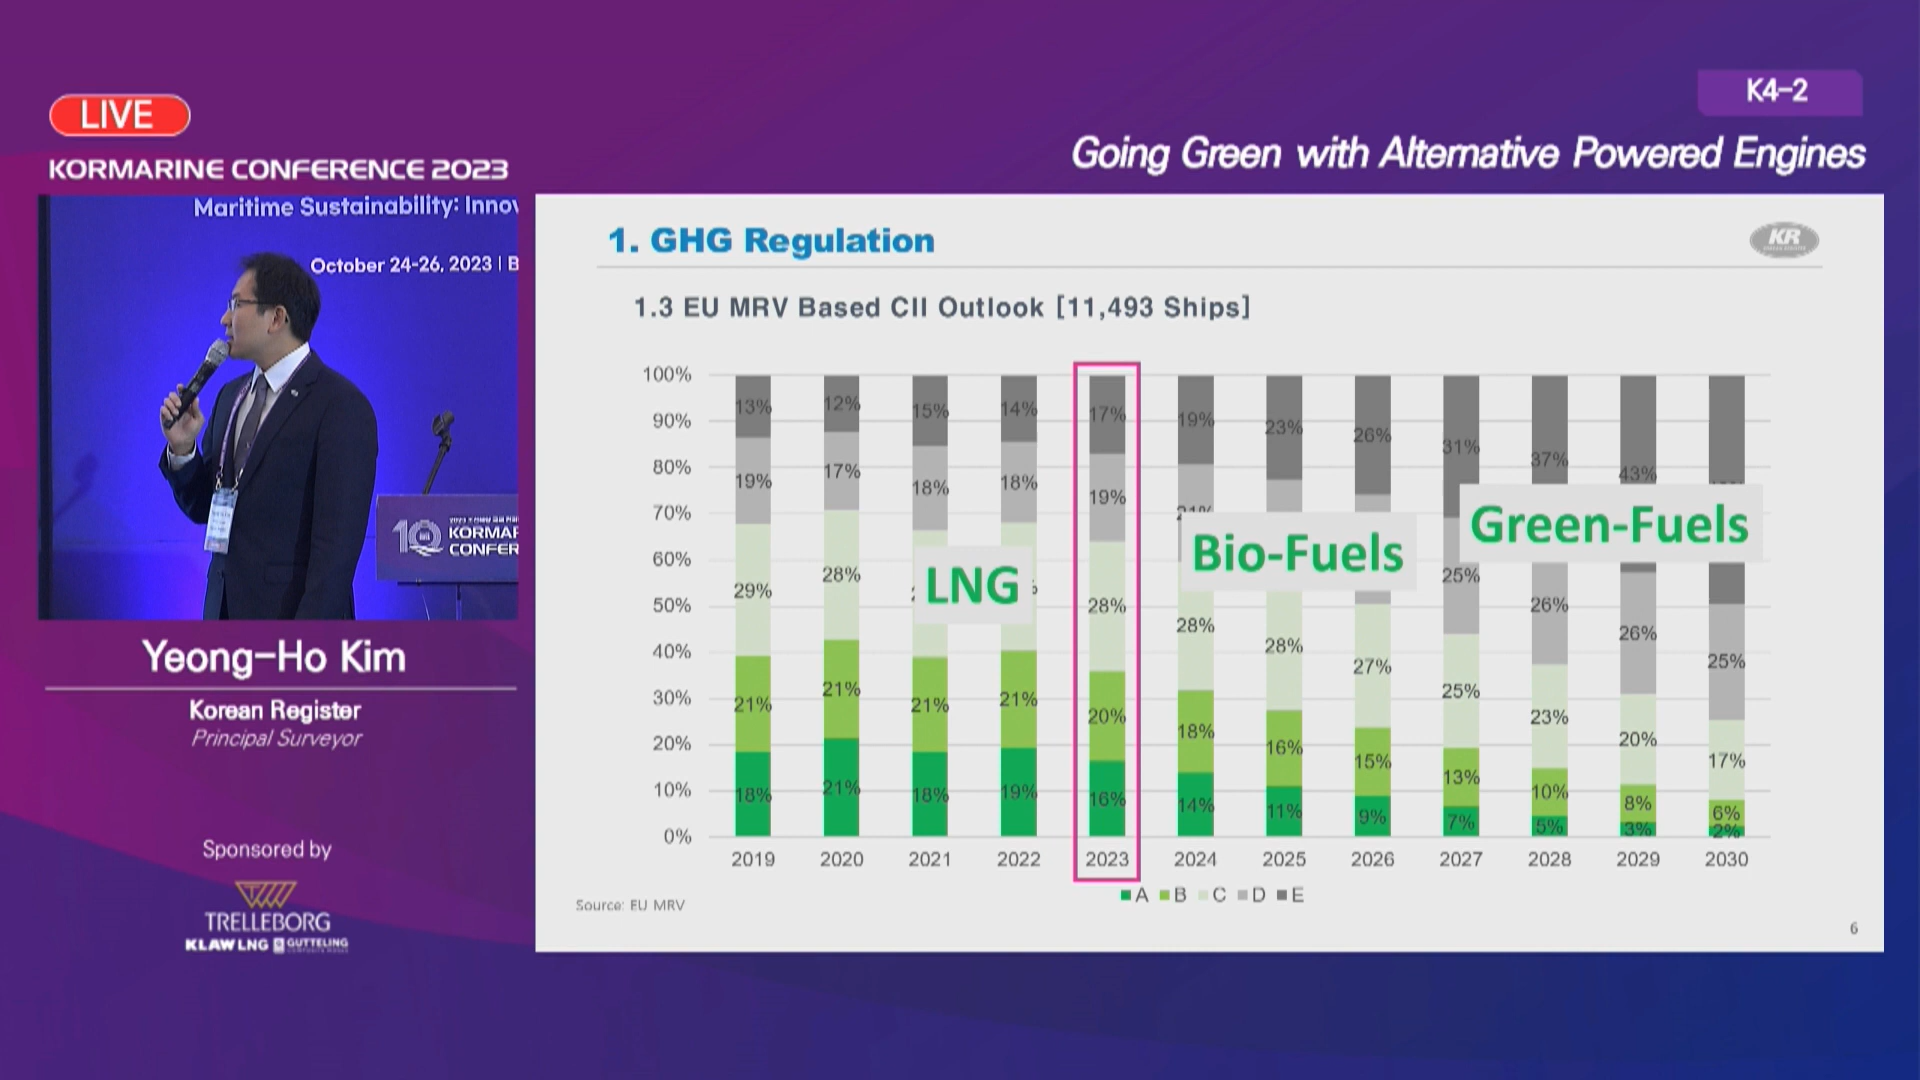 LIVE
KORMARINE CONFERENCE 2023
K4-2
Going Green with Alternative Powered Engines
Maritime Sustainability: Innov
October 24-26, 2023 | B
10
KORMAR
CONFER
Yeong-Ho Kim
Korean Register
Principal Surveyor
Sponsored by
TRELLEBORG
KLAW LNG GUTTELING
1. GHG Regulation
KR
1.3 EU MRV Based CII Outlook [11,493 Ships]
100%
90%
80%
70%
60%
50%
40%
30%
20%
10%
0%
13% 12% 15% 14% 17% 19% 23% 26% 31% 37% 43%
19% 17% 18% 18% 19% 21% 25% 26% 26% 25%
29% 28% 28% 28% 28% 27% 25% 23% 20% 17%
21% 21% 21% 21% 20% 18% 16% 15% 13% 10% 8% 6%
18% 21% 18% 19% 16% 14% 11% 9% 7% 5% 3% 2%
LNG
Bio-Fuels
Green-Fuels
2019 2020 2021 2022 2023 2024 2025 2026 2027 2028 2029 2030
A B C D E
Source: EU MRV
6